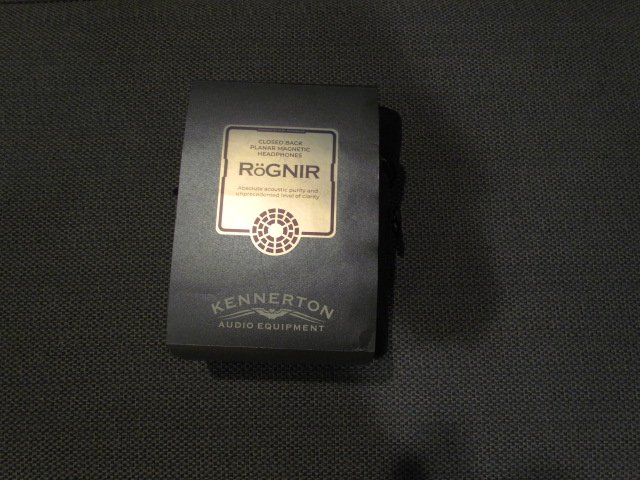 CLOSED BACK
PLANAR MAGNETIC
HEADPHONES
RöGNIR
Absolute acoustic purity and
unprecedented level of clarity
KENNERTON
AUDIO EQUIPMENT